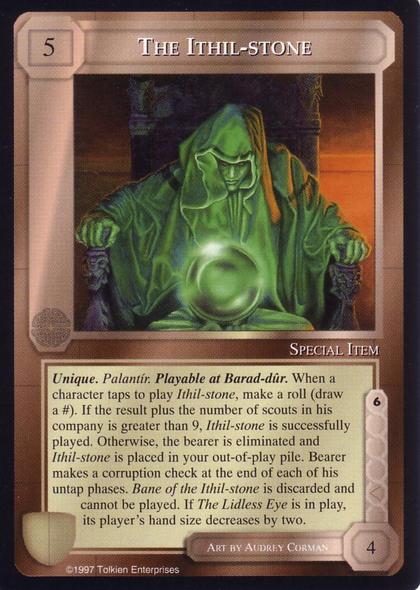 5
THE ITHIL-STONE
SPECIAL ITEM
Unique. Palantír. Playable at Barad-dûr. When a
character taps to play Ithil-stone, make a roll (draw
a #). If the result plus the number of scouts in his
company is greater than 9, Ithil-stone is successfully
played. Otherwise, the bearer is eliminated and
Ithil-stone is placed in your out-of-play pile. Bearer
makes a corruption check at the end of each of his
untap phases. Bane of the Ithil-stone is discarded and
cannot be played. If The Lidless Eye is in play,
its player's hand size decreases by two.
6
ART BY AUDREY CORMAN
4
©1997 Tolkien Enterprises